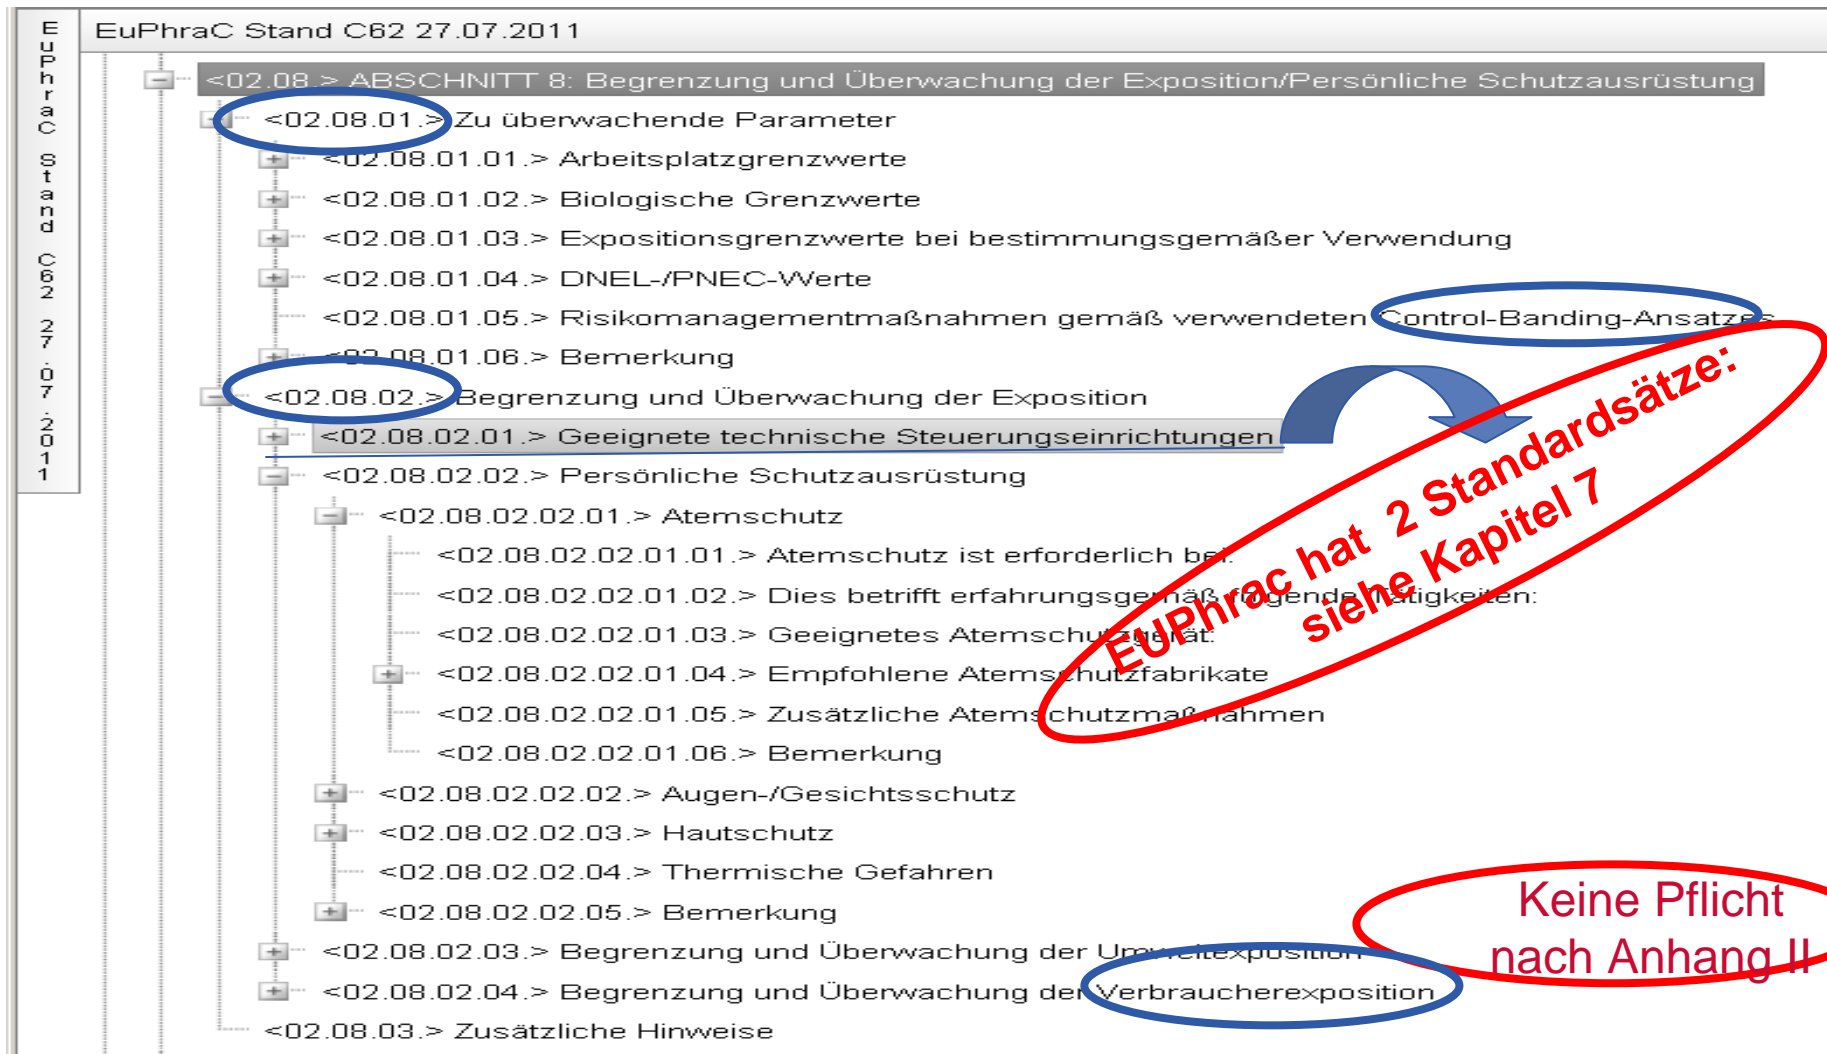 EuPhraC Stand C62 27.07.2011
EuPhraC Stand C62 27.07.2011
<02.08.> ABSCHNITT 8: Begrenzung und Überwachung der Exposition/Persönliche Schutzausrüstung
<02.08.01.> Zu überwachende Parameter
<02.08.01.01.> Arbeitsplatzgrenzwerte
<02.08.01.02.> Biologische Grenzwerte
<02.08.01.03.> Expositionsgrenzwerte bei bestimmungsgemäßer Verwendung
<02.08.01.04.> DNEL-/PNEC-Werte
<02.08.01.05.> Risikomanagementmaßnahmen gemäß verwendeten Control-Banding-Ansatzes
<02.08.01.06.> Bemerkung
<02.08.02.> Begrenzung und Überwachung der Exposition
<02.08.02.01.> Geeignete technische Steuerungseinrichtungen
<02.08.02.02.> Persönliche Schutzausrüstung
<02.08.02.02.01.> Atemschutz
<02.08.02.02.01.01.> Atemschutz ist erforderlich bei:
<02.08.02.02.01.02.> Dies betrifft erfahrungsgemäß folgende Tätigkeiten:
<02.08.02.02.01.03.> Geeignetes Atemschutzgerät:
<02.08.02.02.01.04.> Empfohlene Atemschutzfabrikate
<02.08.02.02.01.05.> Zusätzliche Atemschutzmaßnahmen
<02.08.02.02.01.06.> Bemerkung
<02.08.02.02.02.> Augen-/Gesichtsschutz
<02.08.02.02.03.> Hautschutz
<02.08.02.02.04.> Thermische Gefahren
<02.08.02.02.05.> Bemerkung
<02.08.02.03.> Begrenzung und Überwachung der Umweltexposition
<02.08.02.04.> Begrenzung und Überwachung der Verbraucherexposition
<02.08.03.> Zusätzliche Hinweise
EUPhrac hat 2 Standardsätze:
siehe Kapitel 7
Keine Pflicht
nach Anhang II